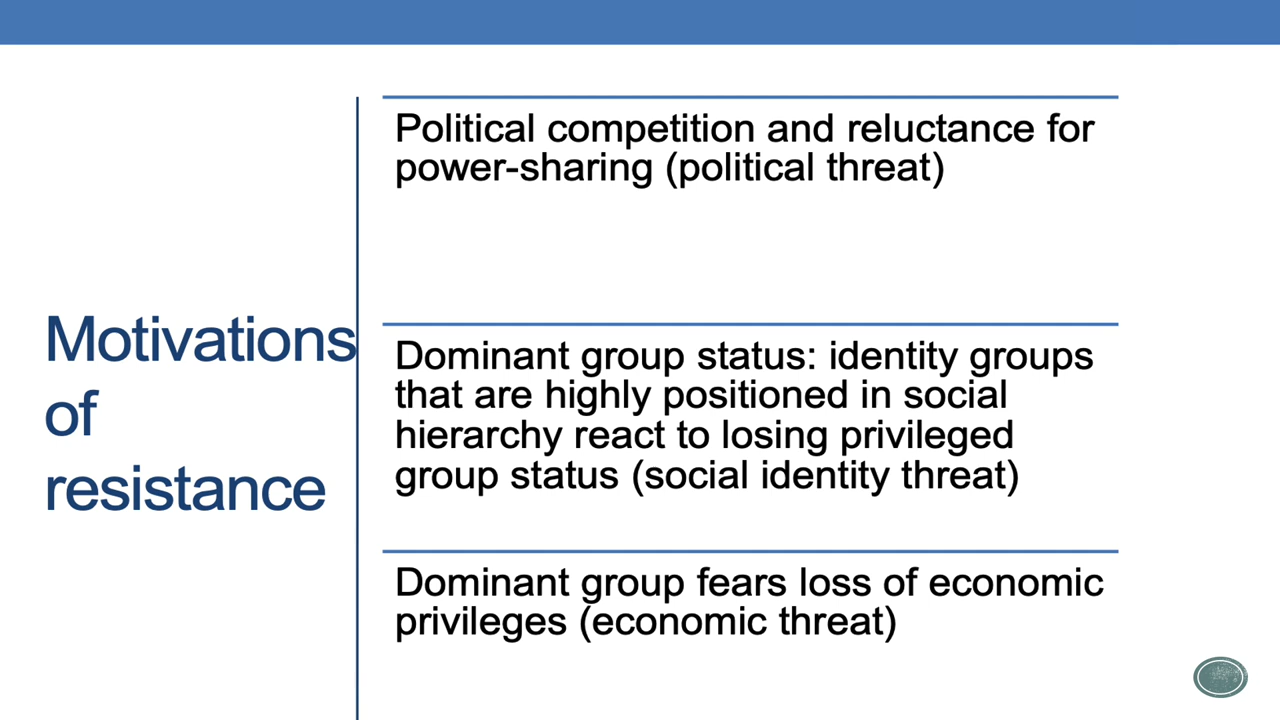 Motivations
of
resistance
Political competition and reluctance for
power-sharing (political threat)
Dominant group status: identity groups
that are highly positioned in social
hierarchy react to losing privileged
group status (social identity threat)
Dominant group fears loss of economic
privileges (economic threat)